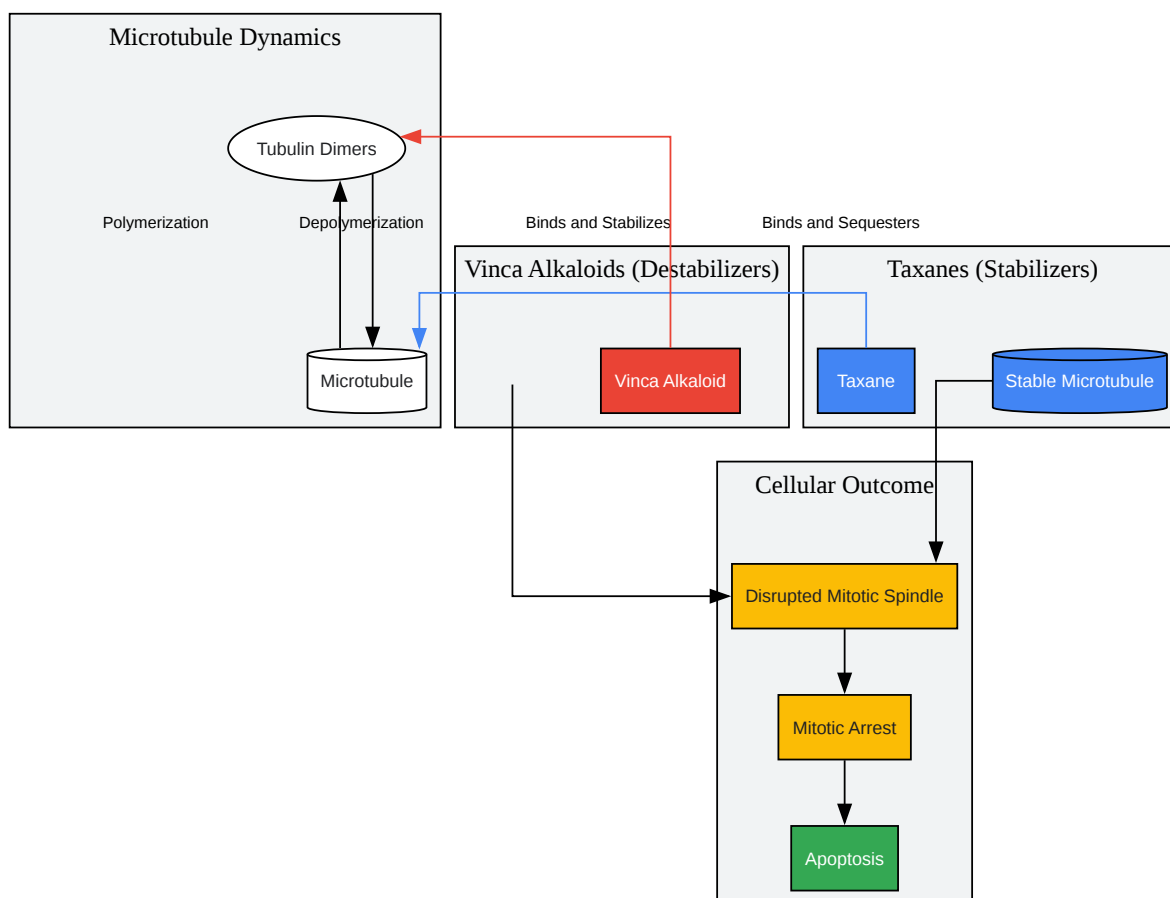 Microtubule Dynamics
Tubulin Dimers
Polymerization
Depolymerization
Binds and Stabilizes
Binds and Sequesters
Vinca Alkaloids (Destabilizers)
Taxanes (Stabilizers)
Microtubule
Vinca Alkaloid
Taxane
Stable Microtubule
Cellular Outcome
Disrupted Mitotic Spindle
Mitotic Arrest
Apoptosis